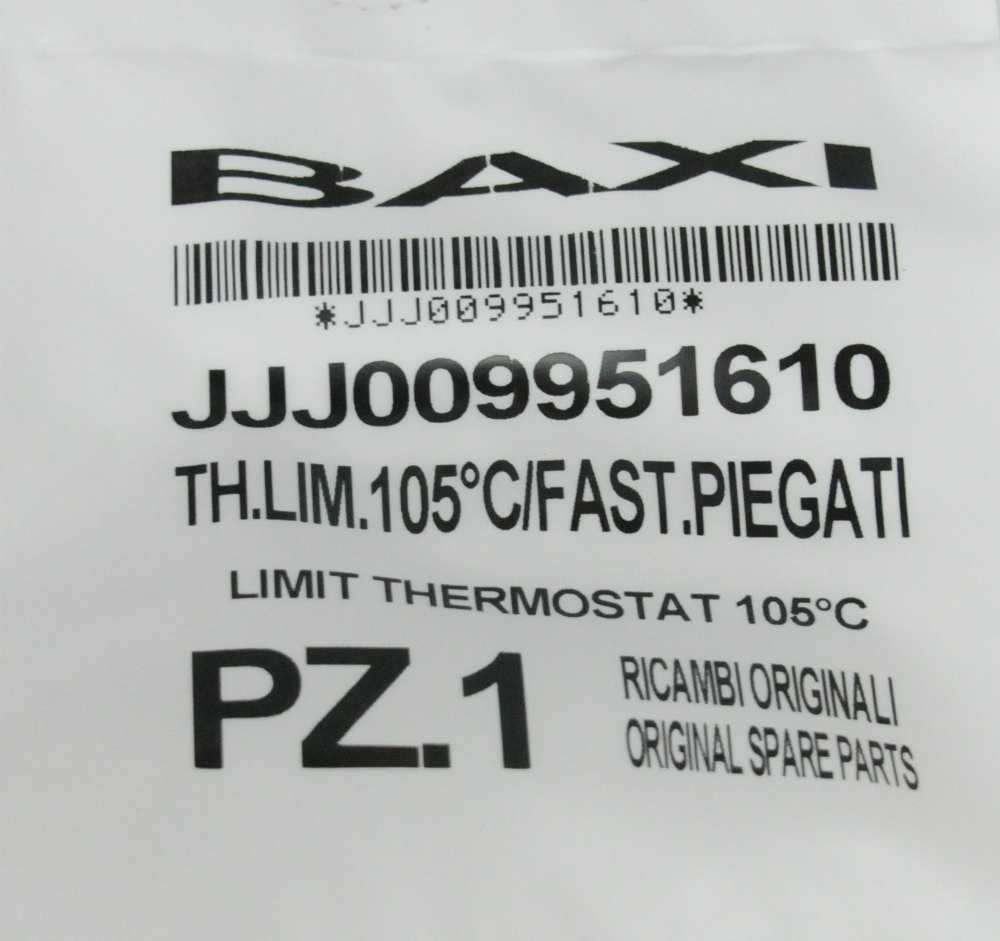 BAXI
*JJJ009951610*
JJJ009951610
TH.LIM.105°C/FAST.PIEGATI
LIMIT THERMOSTAT 105°C
PZ.1
RICAMBI ORIGINALI
ORIGINAL SPARE PARTS